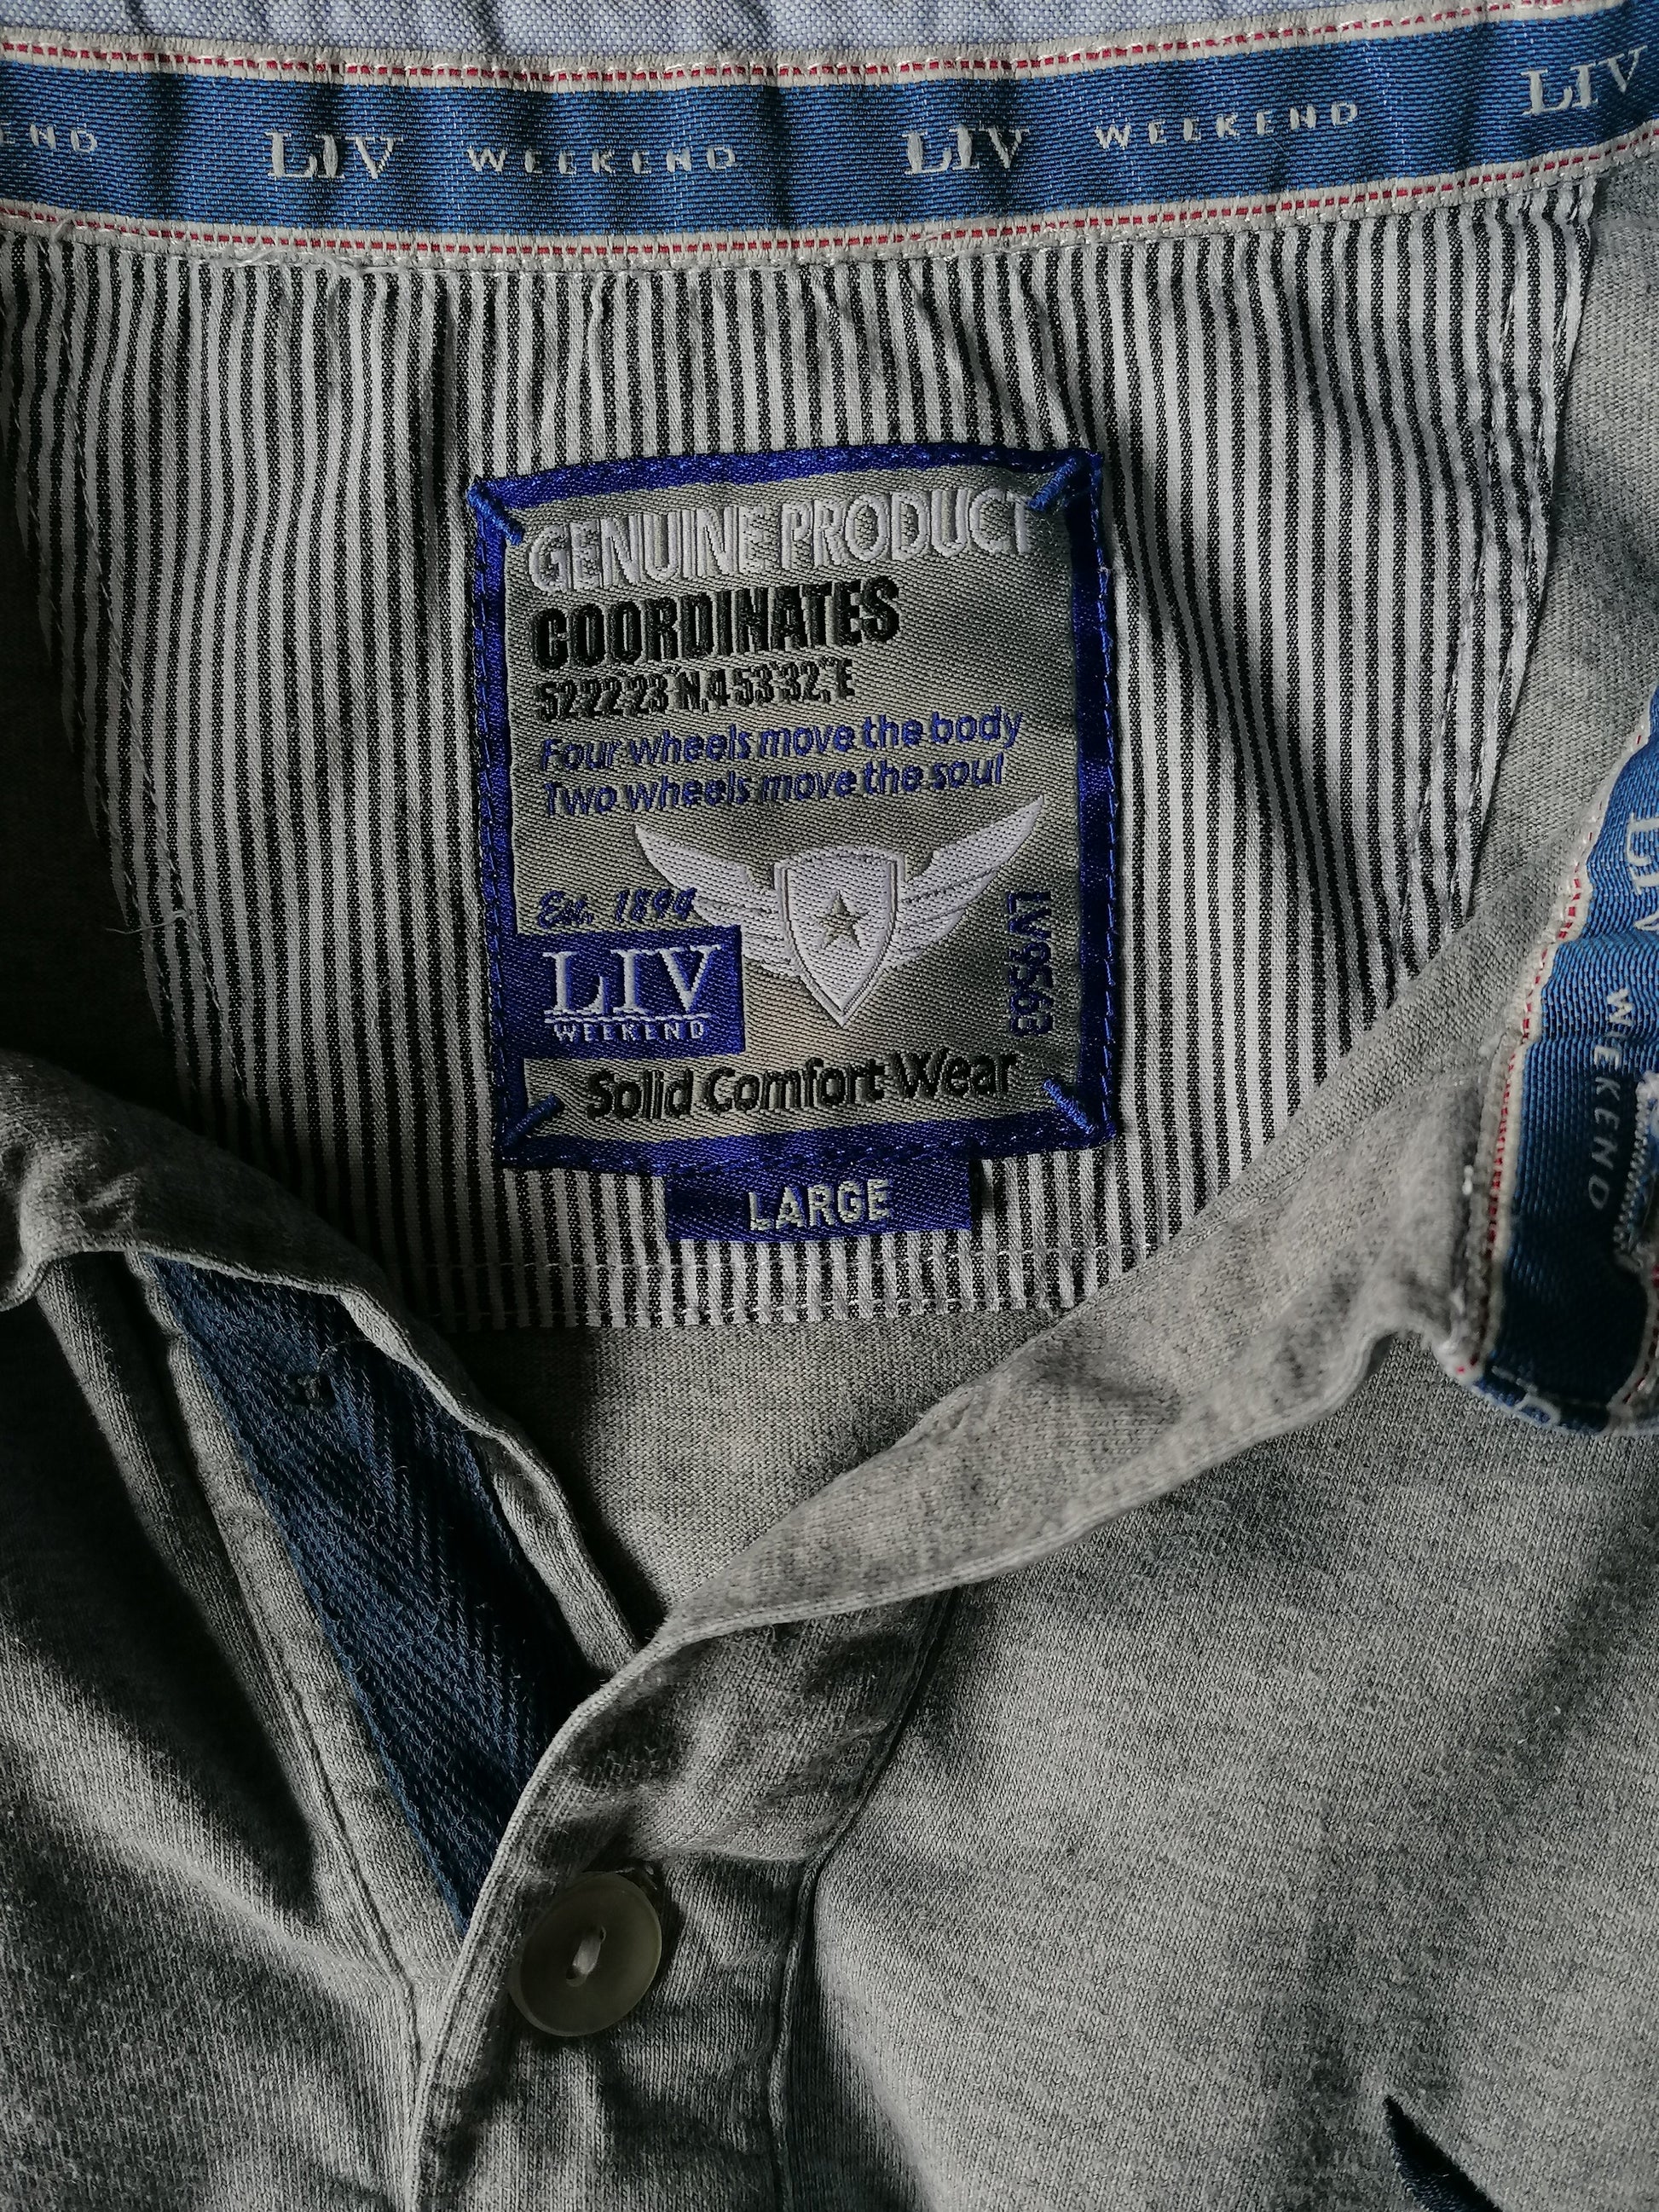 LIV WEEKEND LIV WEEKEND LIV
GENUINE PRODUCT
COORDINATES
52 22'23"N,4 53'32,"E
Four wheels move the body
Two wheels move the soul
Est. 1894
LIV
WEEKEND
LV69563
Solid Comfort Wear
LARGE
WEEKEND